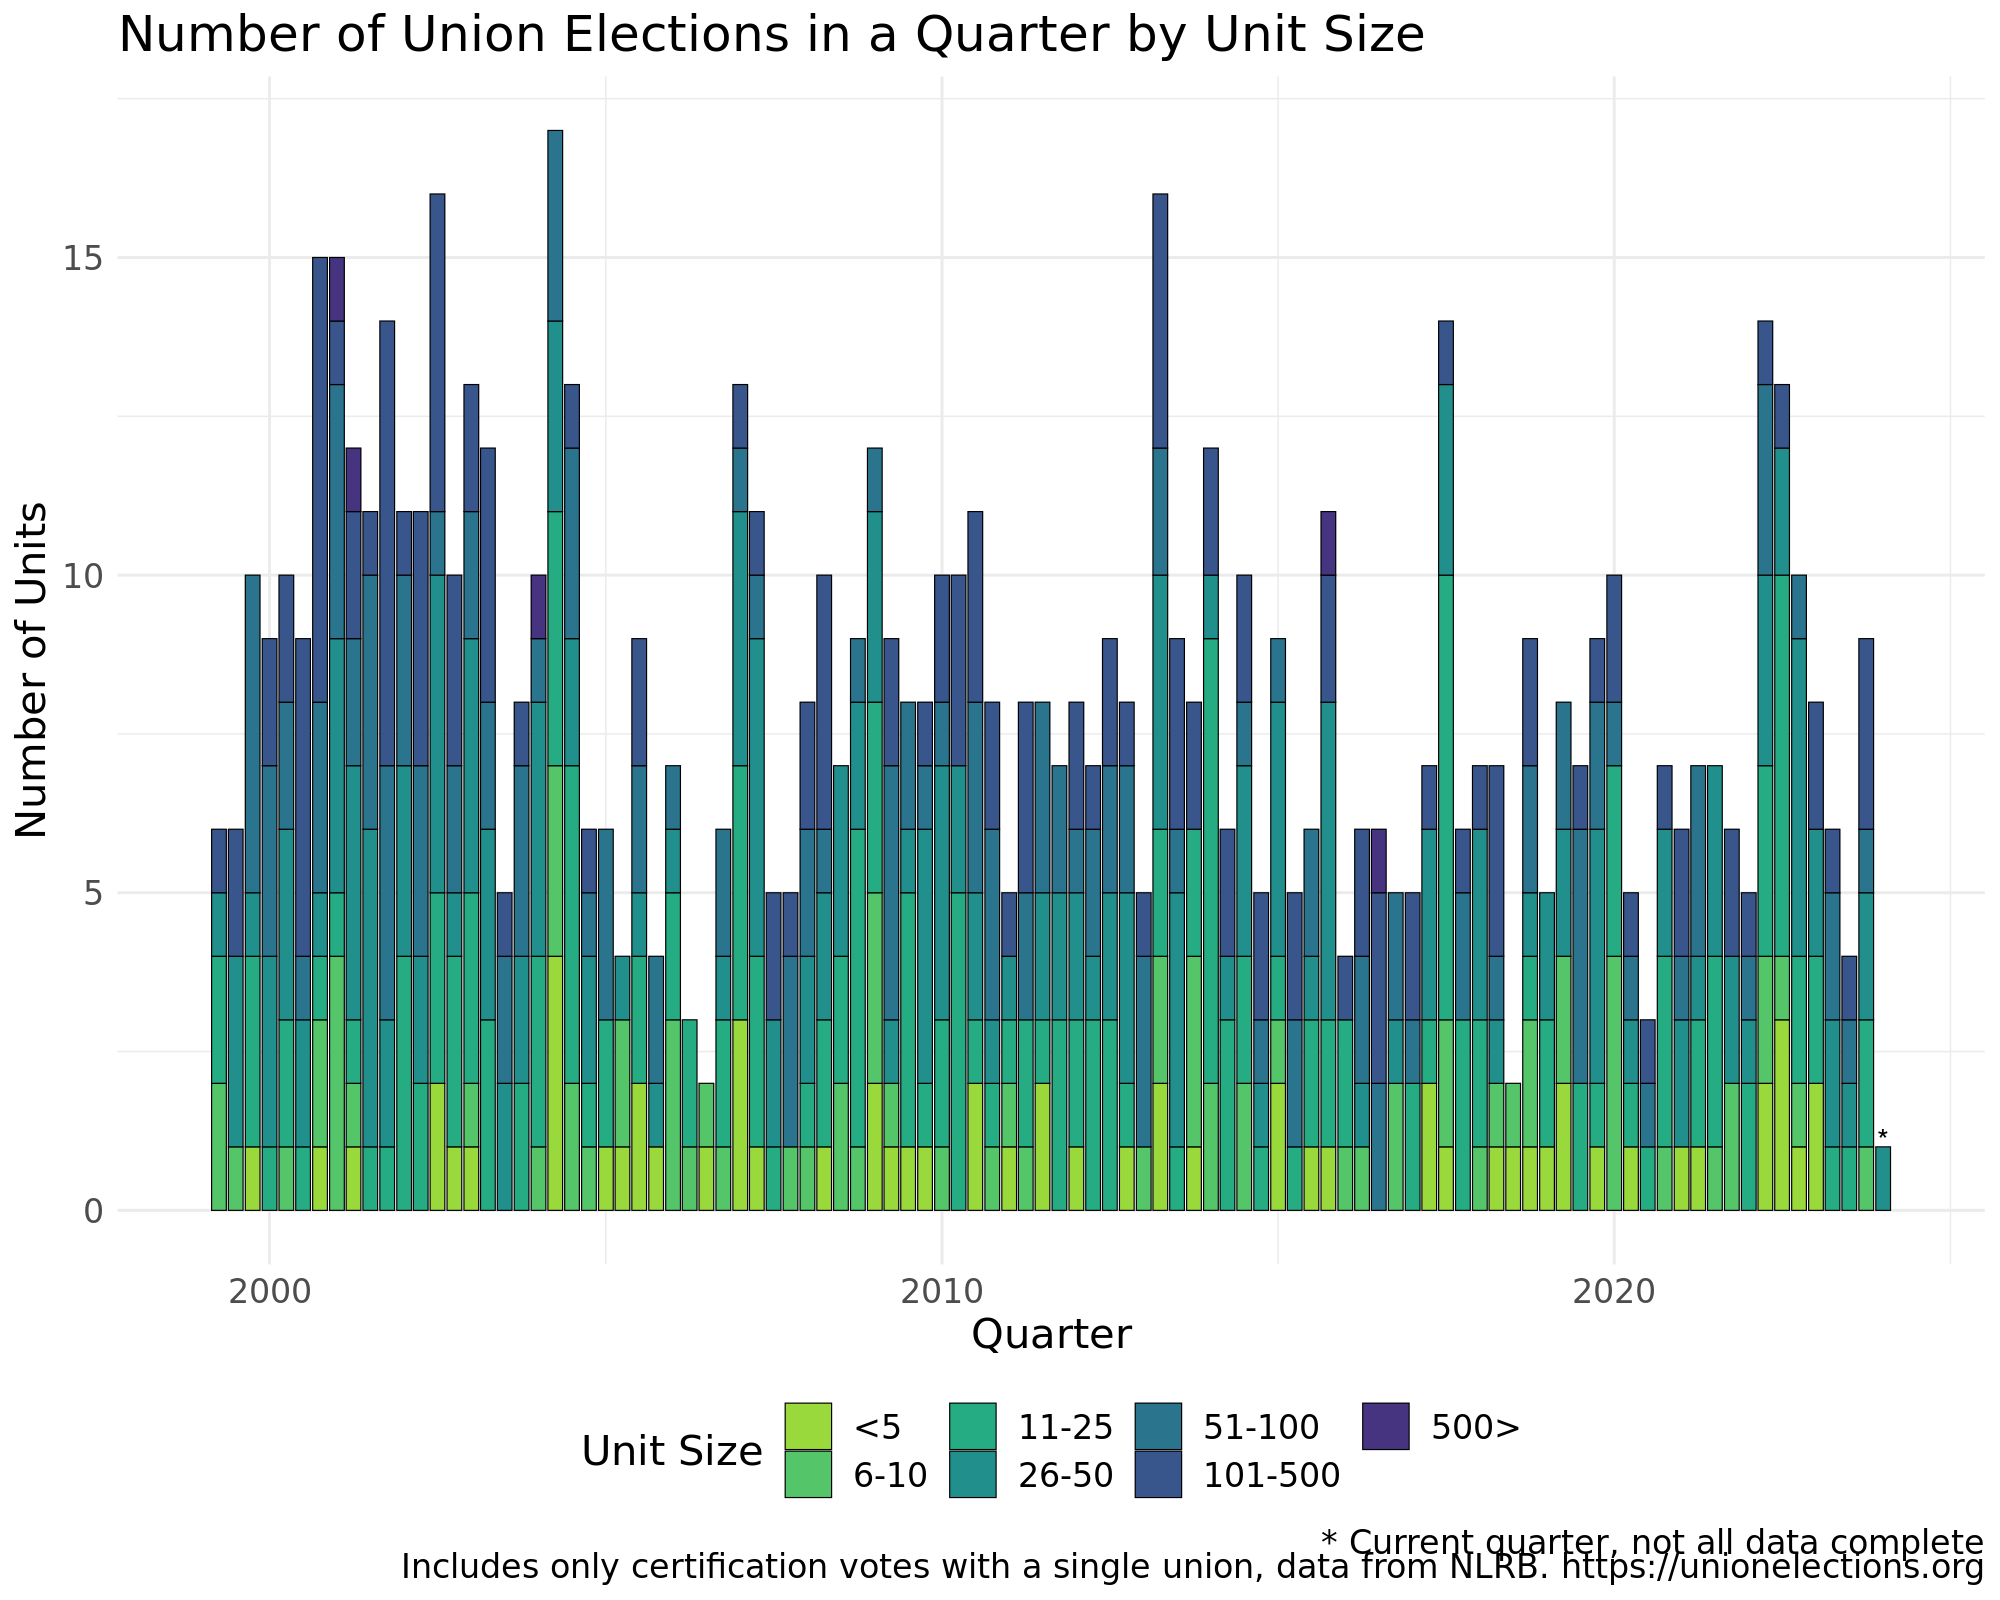 Number of Union Elections in a Quarter by Unit Size
Number of Units
15
10
5
0
*
2000
2010
2020
Quarter
Unit Size
<5
11-25
51-100
500>
6-10
26-50
101-500
* Current quarter, not all data complete
Includes only certification votes with a single union, data from NLRB. https://unionelections.org